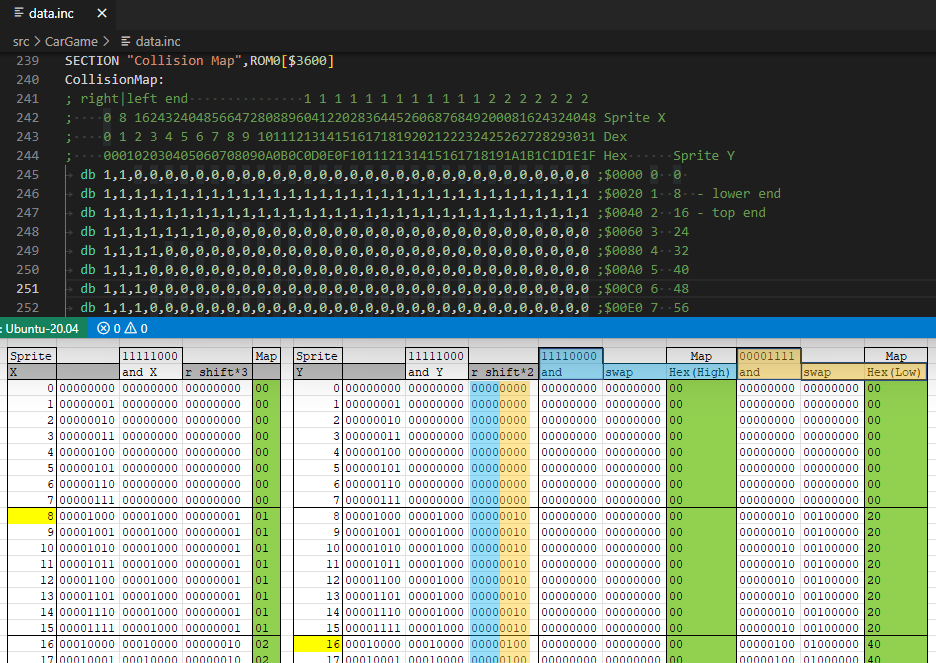 data.inc ×
src > CarGame > data.inc
239 SECTION "Collision Map",ROM0[$3600]
240 CollisionMap:
241 ; right|left end···············1 1 1 1 1 1 1 1 1 1 1 1 2 2 2 2 2 2 2
242 ;····0 8 162432404856647280889604122028364452606876849200081624324048 Sprite X
243 ;····0 1 2 3 4 5 6 7 8 9 10111213141516171819202122232425262728293031 Dex
244 ;····000102030405060708090A0B0C0D0E0F101112131415161718191A1B1C1D1E1F Hex······Sprite Y
245 db 1,1,0,0,0,0,0,0,0,0,0,0,0,0,0,0,0,0,0,0,0,0,0,0,0,0,0,0,0,0,0,0 ;$0000 0··0·
246 db 1,1,1,1,1,1,1,1,1,1,1,1,1,1,1,1,1,1,1,1,1,1,1,1,1,1,1,1,1,1,1,1 ;$0020 1··8··- lower end
247 db 1,1,1,1,1,1,1,1,1,1,1,1,1,1,1,1,1,1,1,1,1,1,1,1,1,1,1,1,1,1,1,1 ;$0040 2··16·- top end
248 db 1,1,1,1,1,1,1,0,0,0,0,0,0,0,0,0,0,0,0,0,0,0,0,0,0,0,0,0,0,0,0,0 ;$0060 3··24
249 db 1,1,1,1,0,0,0,0,0,0,0,0,0,0,0,0,0,0,0,0,0,0,0,0,0,0,0,0,0,0,0,0 ;$0080 4··32
250 db 1,1,1,0,0,0,0,0,0,0,0,0,0,0,0,0,0,0,0,0,0,0,0,0,0,0,0,0,0,0,0,0 ;$00A0 5··40
251 db 1,1,1,0,0,0,0,0,0,0,0,0,0,0,0,0,0,0,0,0,0,0,0,0,0,0,0,0,0,0,0,0 ;$00C0 6··48
252 db 1,1,1,0,0,0,0,0,0,0,0,0,0,0,0,0,0,0,0,0,0,0,0,0,0,0,0,0,0,0,0,0 ;$00E0 7··56
: Ubuntu-20.04 0 0
Sprite 11111000 Map Sprite 11111000 11110000 Map 00001111 Map
X and X r shift*3 Y and Y r shift*2 and swap Hex(High) and swap Hex(Low)
0 00000000 00000000 00000000 00 0 00000000 00000000 00000000 00000000 00000000 00 00000000 00000000 00
1 00000001 00000000 00000000 00 1 00000001 00000000 00000000 00000000 00000000 00 00000000 00000000 00
2 00000010 00000000 00000000 00 2 00000010 00000000 00000000 00000000 00000000 00 00000000 00000000 00
3 00000011 00000000 00000000 00 3 00000011 00000000 00000000 00000000 00000000 00 00000000 00000000 00
4 00000100 00000000 00000000 00 4 00000100 00000000 00000000 00000000 00000000 00 00000000 00000000 00
5 00000101 00000000 00000000 00 5 00000101 00000000 00000000 00000000 00000000 00 00000000 00000000 00
6 00000110 00000000 00000000 00 6 00000110 00000000 00000000 00000000 00000000 00 00000000 00000000 00
7 00000111 00000000 00000000 00 7 00000111 00000000 00000000 00000000 00000000 00 00000000 00000000 00
8 00001000 00001000 00000001 01 8 00001000 00001000 00000010 00000000 00000000 00 00000010 00100000 20
9 00001001 00001000 00000001 01 9 00001001 00001000 00000010 00000000 00000000 00 00000010 00100000 20
10 00001010 00001000 00000001 01 10 00001010 00001000 00000010 00000000 00000000 00 00000010 00100000 20
11 00001011 00001000 00000001 01 11 00001011 00001000 00000010 00000000 00000000 00 00000010 00100000 20
12 00001100 00001000 00000001 01 12 00001100 00001000 00000010 00000000 00000000 00 00000010 00100000 20
13 00001101 00001000 00000001 01 13 00001101 00001000 00000010 00000000 00000000 00 00000010 00100000 20
14 00001110 00001000 00000001 01 14 00001110 00001000 00000010 00000000 00000000 00 00000010 00100000 20
15 00001111 00001000 00000001 01 15 00001111 00001000 00000010 00000000 00000000 00 00000010 00100000 20
16 00010000 00010000 00000010 02 16 00010000 00010000 00000100 00000000 00000000 00 00000100 01000000 40
17 00010001 00010000 00000010 02 17 00010001 00010000 00000100 00000000 00000000 00 00000100 01000000 40